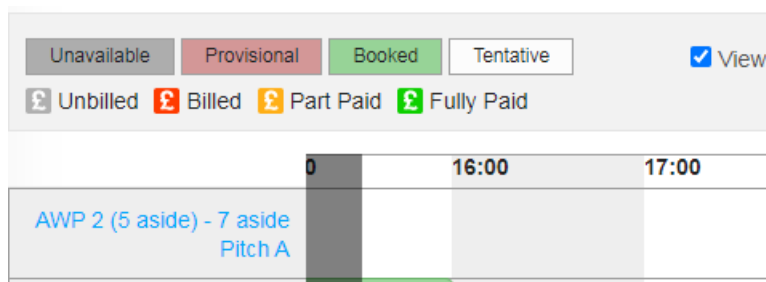 Unavailable Provisional Booked Tentative View
£ Unbilled £ Billed £ Part Paid £ Fully Paid
0 16:00 17:00
AWP 2 (5 aside) - 7 aside
Pitch A